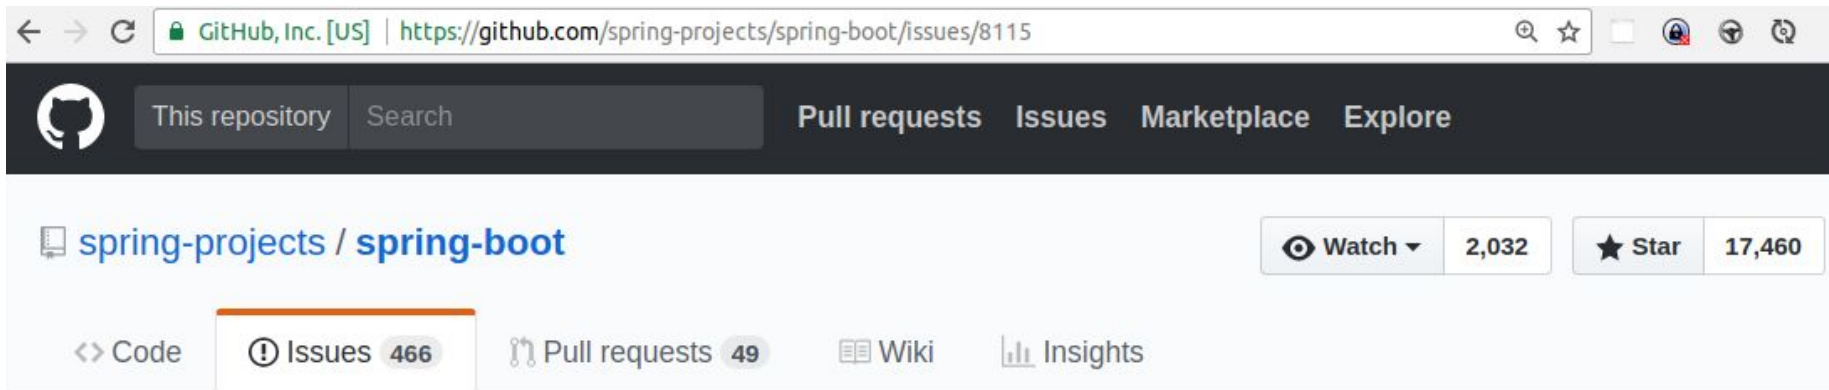 GitHub, Inc. [US] | https://github.com/spring-projects/spring-boot/issues/8115
This repository Search Pull requests Issues Marketplace Explore
spring-projects / spring-boot Watch 2,032 Star 17,460
Code Issues 466 Pull requests 49 Wiki Insights